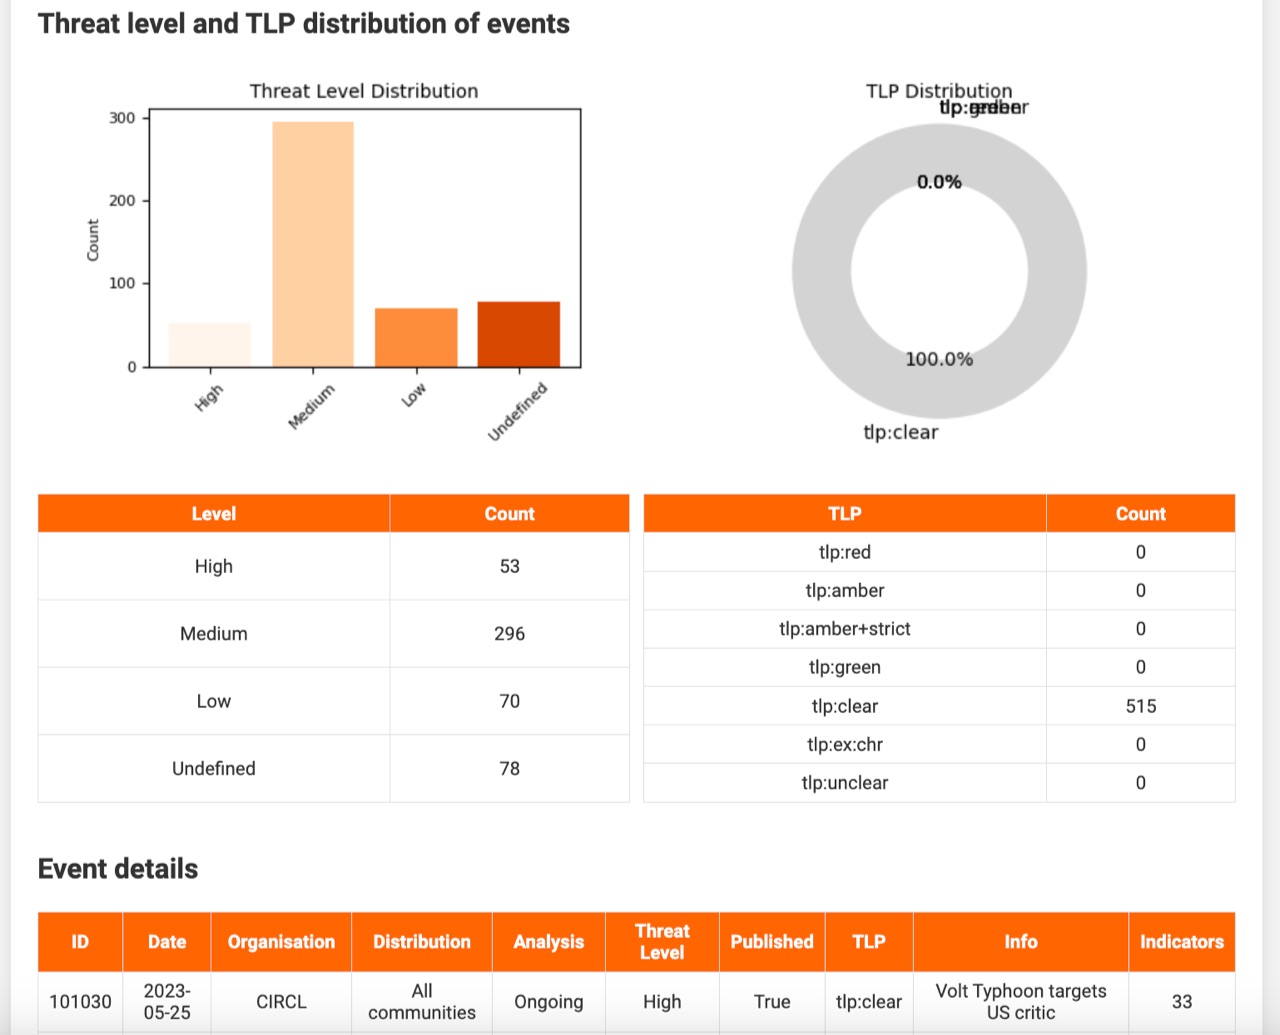 Threat level and TLP distribution of events
Threat Level Distribution
300
200
100
0
Count
High
Medium
Low
Undefined
TLP Distribution
0.0%
100.0%
tlp:clear
Level Count
High 53
Medium 296
Low 70
Undefined 78
TLP Count
tlp:red 0
tlp:amber 0
tlp:amber+strict 0
tlp:green 0
tlp:clear 515
tlp:ex:chr 0
tlp:unclear 0
Event details
ID Date Organisation Distribution Analysis Threat Level Published TLP Info Indicators
101030 2023-05-25 CIRCL All communities Ongoing High True tlp:clear Volt Typhoon targets US critic 33